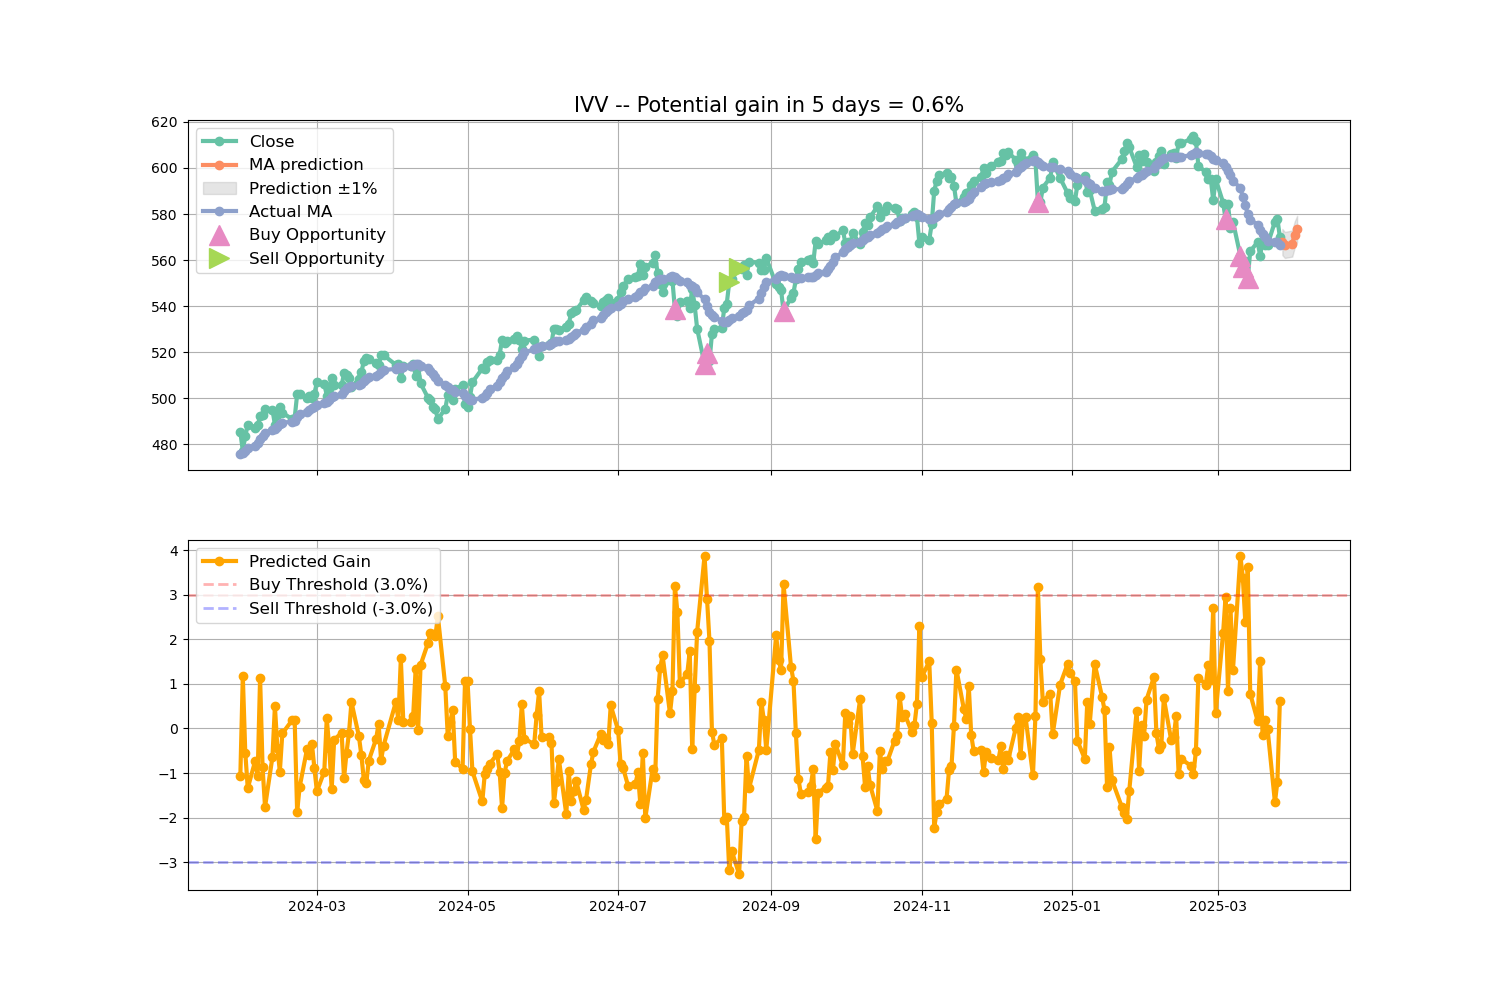 IVV -- Potential gain in 5 days = 0.6%
620
600
580
560
540
520
500
480
Close
MA prediction
Prediction ±1%
Actual MA
Buy Opportunity
Sell Opportunity
4
3
2
1
0
−1
−2
−3
Predicted Gain
Buy Threshold (3.0%)
Sell Threshold (-3.0%)
2024-03
2024-05
2024-07
2024-09
2024-11
2025-01
2025-03